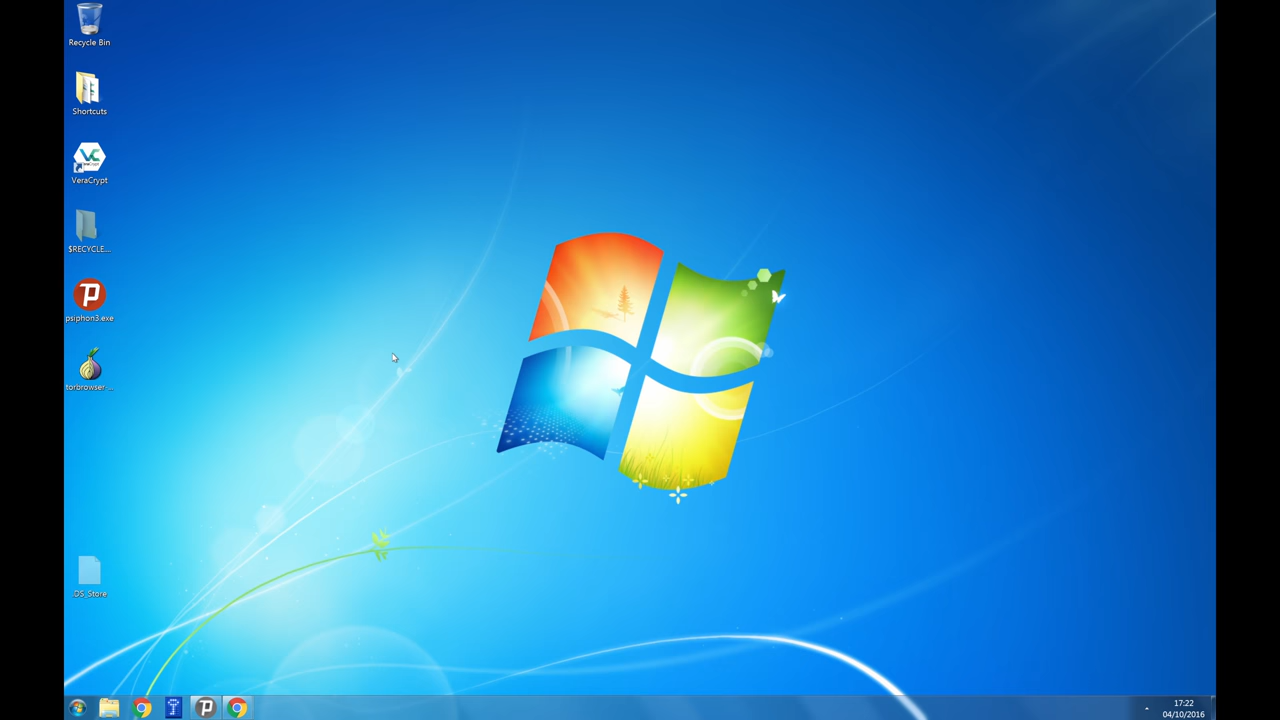 Recycle Bin
Shortcuts
VeraCrypt
$RECYCLE...
psiphon3.exe
torbrowser-...
.DS_Store
17:22
04/10/2016